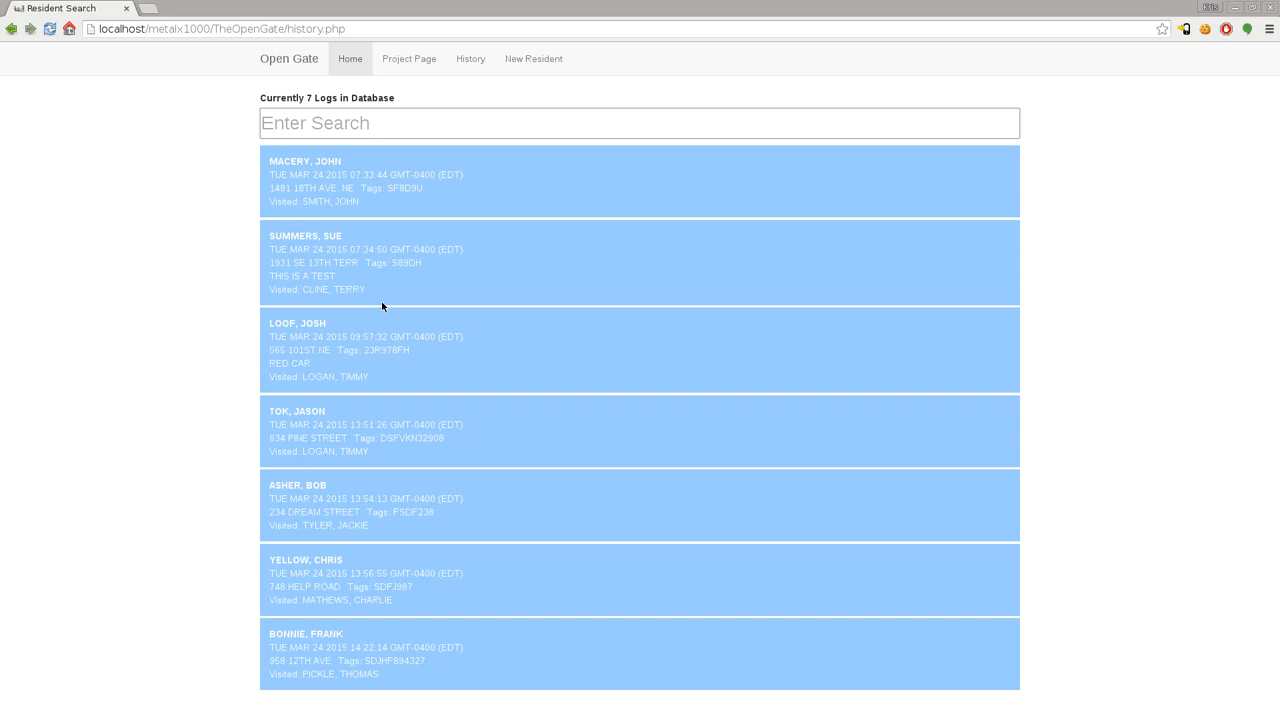 Resident Search
Kris
localhost/metalx1000/TheOpenGate/history.php
Open Gate Home Project Page History New Resident
Currently 7 Logs in Database
Enter Search
MACERY, JOHN
TUE MAR 24 2015 07:33:44 GMT-0400 (EDT)
1481 18TH AVE. NE Tags: SF8D9U
Visited: SMITH, JOHN
SUMMERS, SUE
TUE MAR 24 2015 07:34:50 GMT-0400 (EDT)
1931 SE 13TH TERR Tags: S89DH
THIS IS A TEST
Visited: CLINE, TERRY
LOOF, JOSH
TUE MAR 24 2015 09:57:32 GMT-0400 (EDT)
565 101ST NE Tags: 23R978FH
RED CAR
Visited: LOGAN, TIMMY
TOK, JASON
TUE MAR 24 2015 13:51:26 GMT-0400 (EDT)
634 PINE STREET Tags: DSFVKN32908
Visited: LOGAN, TIMMY
ASHER, BOB
TUE MAR 24 2015 13:54:13 GMT-0400 (EDT)
234 DREAM STREET Tags: FSDF238
Visited: TYLER, JACKIE
YELLOW, CHRIS
TUE MAR 24 2015 13:56:55 GMT-0400 (EDT)
748 HELP ROAD Tags: SDFJ987
Visited: MATHEWS, CHARLIE
BONNIE, FRANK
TUE MAR 24 2015 14:22:14 GMT-0400 (EDT)
958 12TH AVE Tags: SDJHF894327
Visited: PICKLE, THOMAS